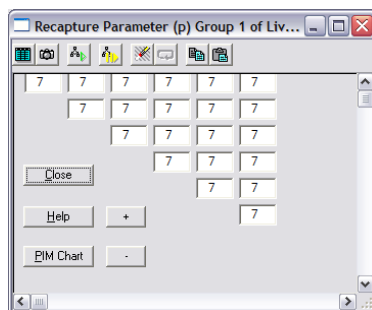 Recapture Parameter (p) Group 1 of Liv...
7 7 7 7 7 7
7 7 7 7 7
7 7 7 7
7 7 7
Close
7 7
Help + 7
PIM Chart -